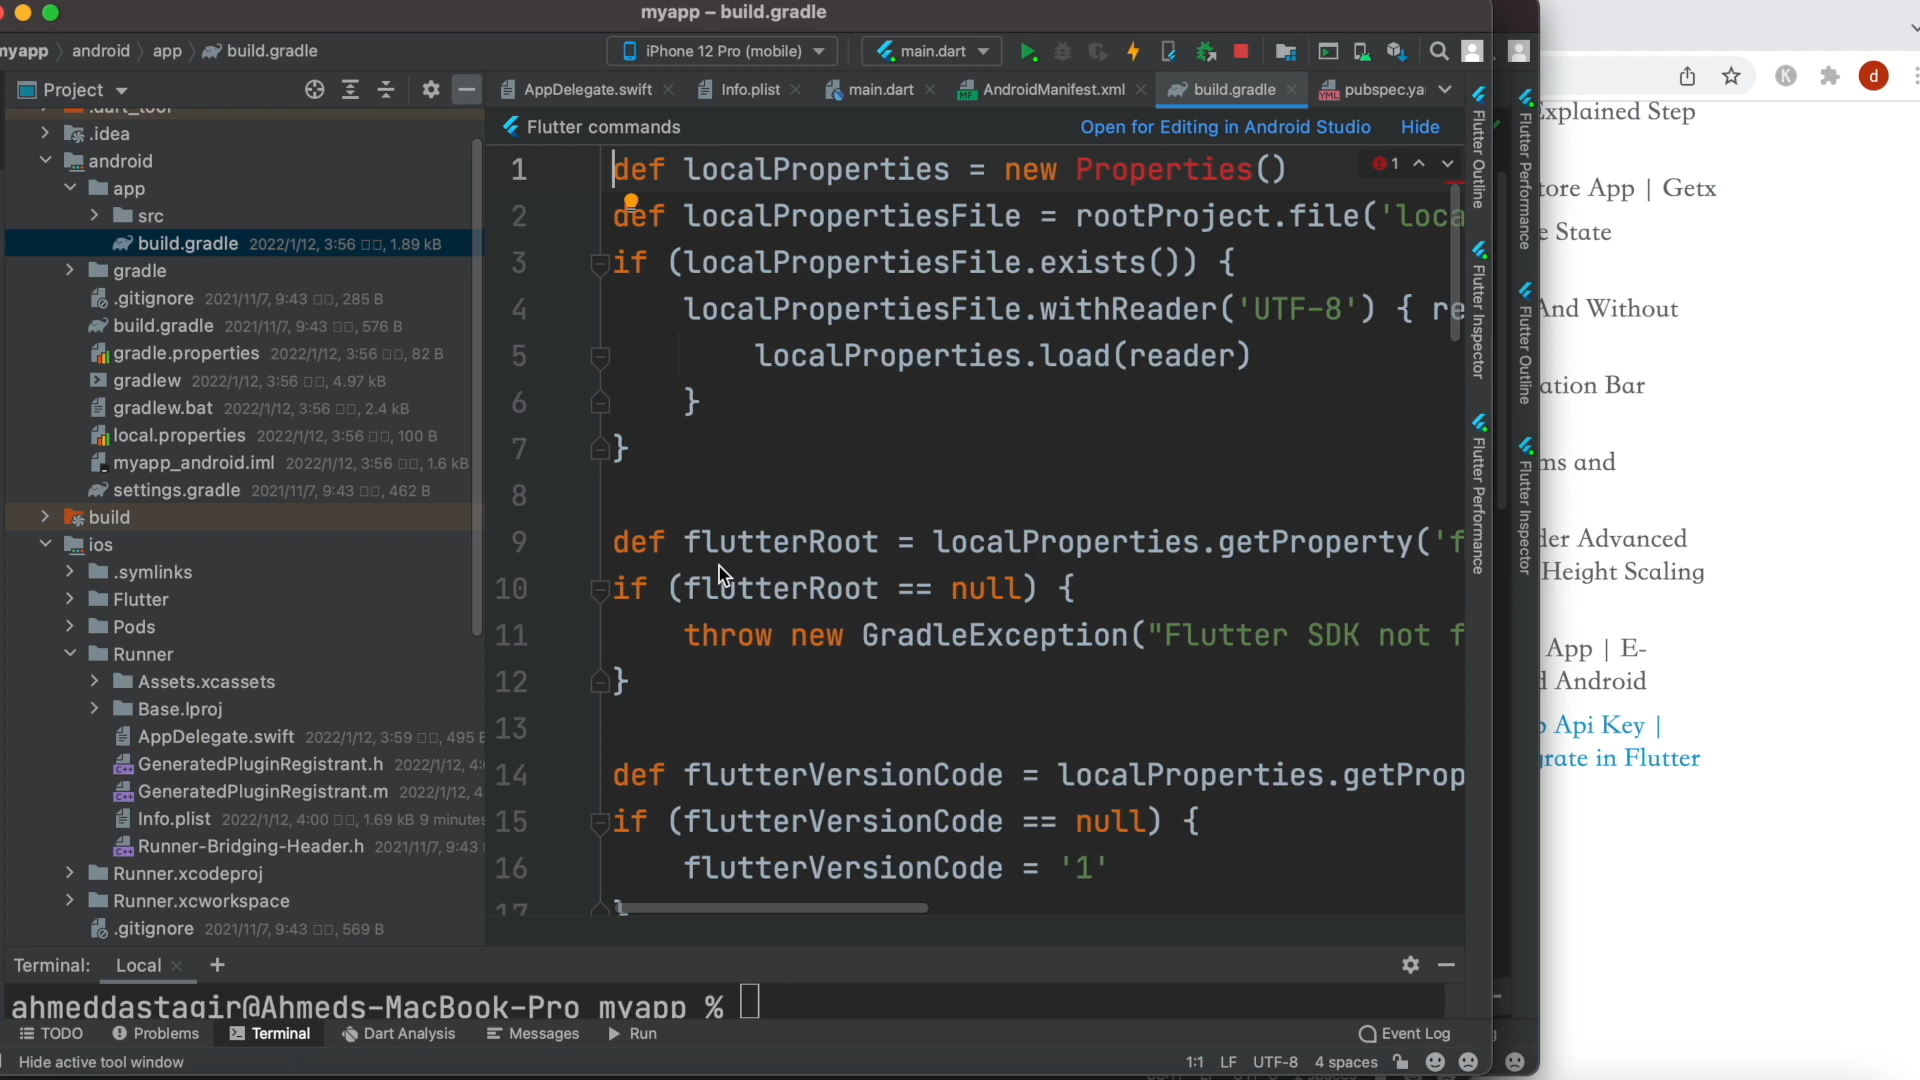 myapp – build.gradle
myapp android app build.gradle
iPhone 12 Pro (mobile)
main.dart
Project
AppDelegate.swift
Info.plist
main.dart
AndroidManifest.xml
build.gradle
pubspec.ya
Flutter commands
Open for Editing in Android Studio
Hide
.dart_tool
.idea
android
app
src
build.gradle 2022/1/12, 3:56 , 1.89 kB
gradle
.gitignore 2021/11/7, 9:43 , 285 B
build.gradle 2021/11/7, 9:43 , 576 B
gradle.properties 2022/1/12, 3:56 , 82 B
gradlew 2022/1/12, 3:56 , 4.97 kB
gradlew.bat 2022/1/12, 3:56 , 2.4 kB
local.properties 2022/1/12, 3:56 , 100 B
myapp_android.iml 2022/1/12, 3:56 , 1.6 kB
settings.gradle 2021/11/7, 9:43 , 462 B
build
ios
.symlinks
Flutter
Pods
Runner
Assets.xcassets
Base.lproj
AppDelegate.swift 2022/1/12, 3:59 , 495 B
GeneratedPluginRegistrant.h 2022/1/12, 4:
GeneratedPluginRegistrant.m 2022/1/12, 4
Info.plist 2022/1/12, 4:00 , 1.69 kB 9 minutes
Runner-Bridging-Header.h 2021/11/7, 9:43
Runner.xcodeproj
Runner.xcworkspace
.gitignore 2021/11/7, 9:43 , 569 B
1 def localProperties = new Properties()
1
2 def localPropertiesFile = rootProject.file('loca
3 if (localPropertiesFile.exists()) {
4 localPropertiesFile.withReader('UTF-8') { re
5 localProperties.load(reader)
6 }
7 }
8
9 def flutterRoot = localProperties.getProperty('f
10 if (flutterRoot == null) {
11 throw new GradleException("Flutter SDK not f
12 }
13
14 def flutterVersionCode = localProperties.getProp
15 if (flutterVersionCode == null) {
16 flutterVersionCode = '1'
17 }
Flutter Outline
Flutter Inspector
Flutter Performance
Flutter Performance
Flutter Outline
Flutter Inspector
K
d
Explained Step
tore App | Getx
e State
And Without
ation Bar
ms and
der Advanced
Height Scaling
App | E-
d Android
p Api Key |
grate in Flutter
Terminal: Local
ahmeddastagir@Ahmeds-MacBook-Pro myapp %
TODO
Problems
Terminal
Dart Analysis
Messages
Run
Event Log
Hide active tool window
1:1 LF UTF-8 4 spaces